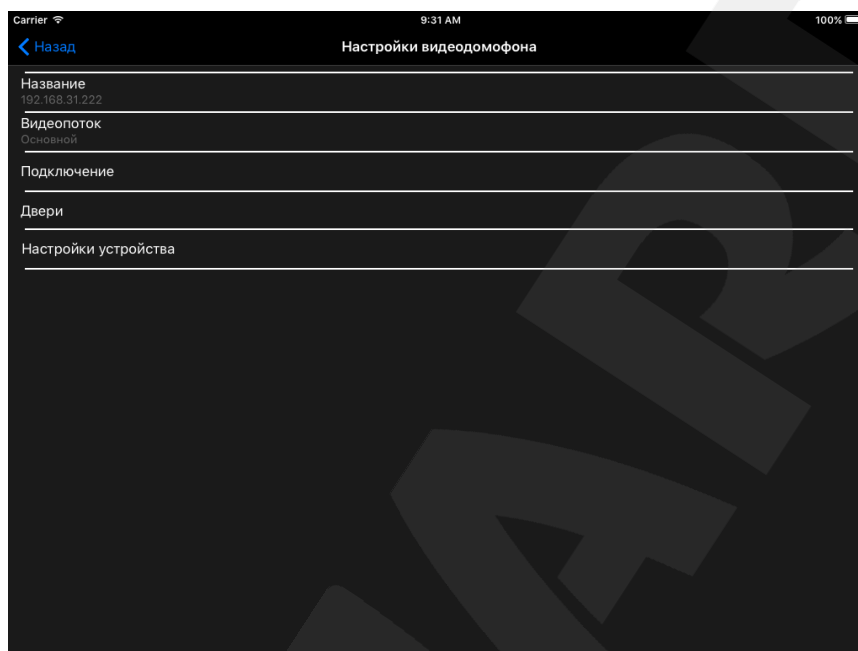 Carrier 9:31 AM 100%
Назад Настройки видеодомофона
Название
192.168.31.222
Видеопоток
Основной
Подключение
Двери
Настройки устройства